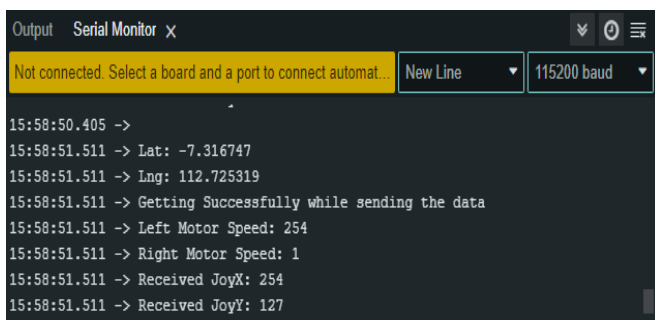 Output Serial Monitor X
Not connected. Select a board and a port to connect automat... New Line 115200 baud
15:58:50.405 ->
15:58:51.511 -> Lat: -7.316747
15:58:51.511 -> Lng: 112.725319
15:58:51.511 -> Getting Successfully while sending the data
15:58:51.511 -> Left Motor Speed: 254
15:58:51.511 -> Right Motor Speed: 1
15:58:51.511 -> Received JoyX: 254
15:58:51.511 -> Received JoyY: 127